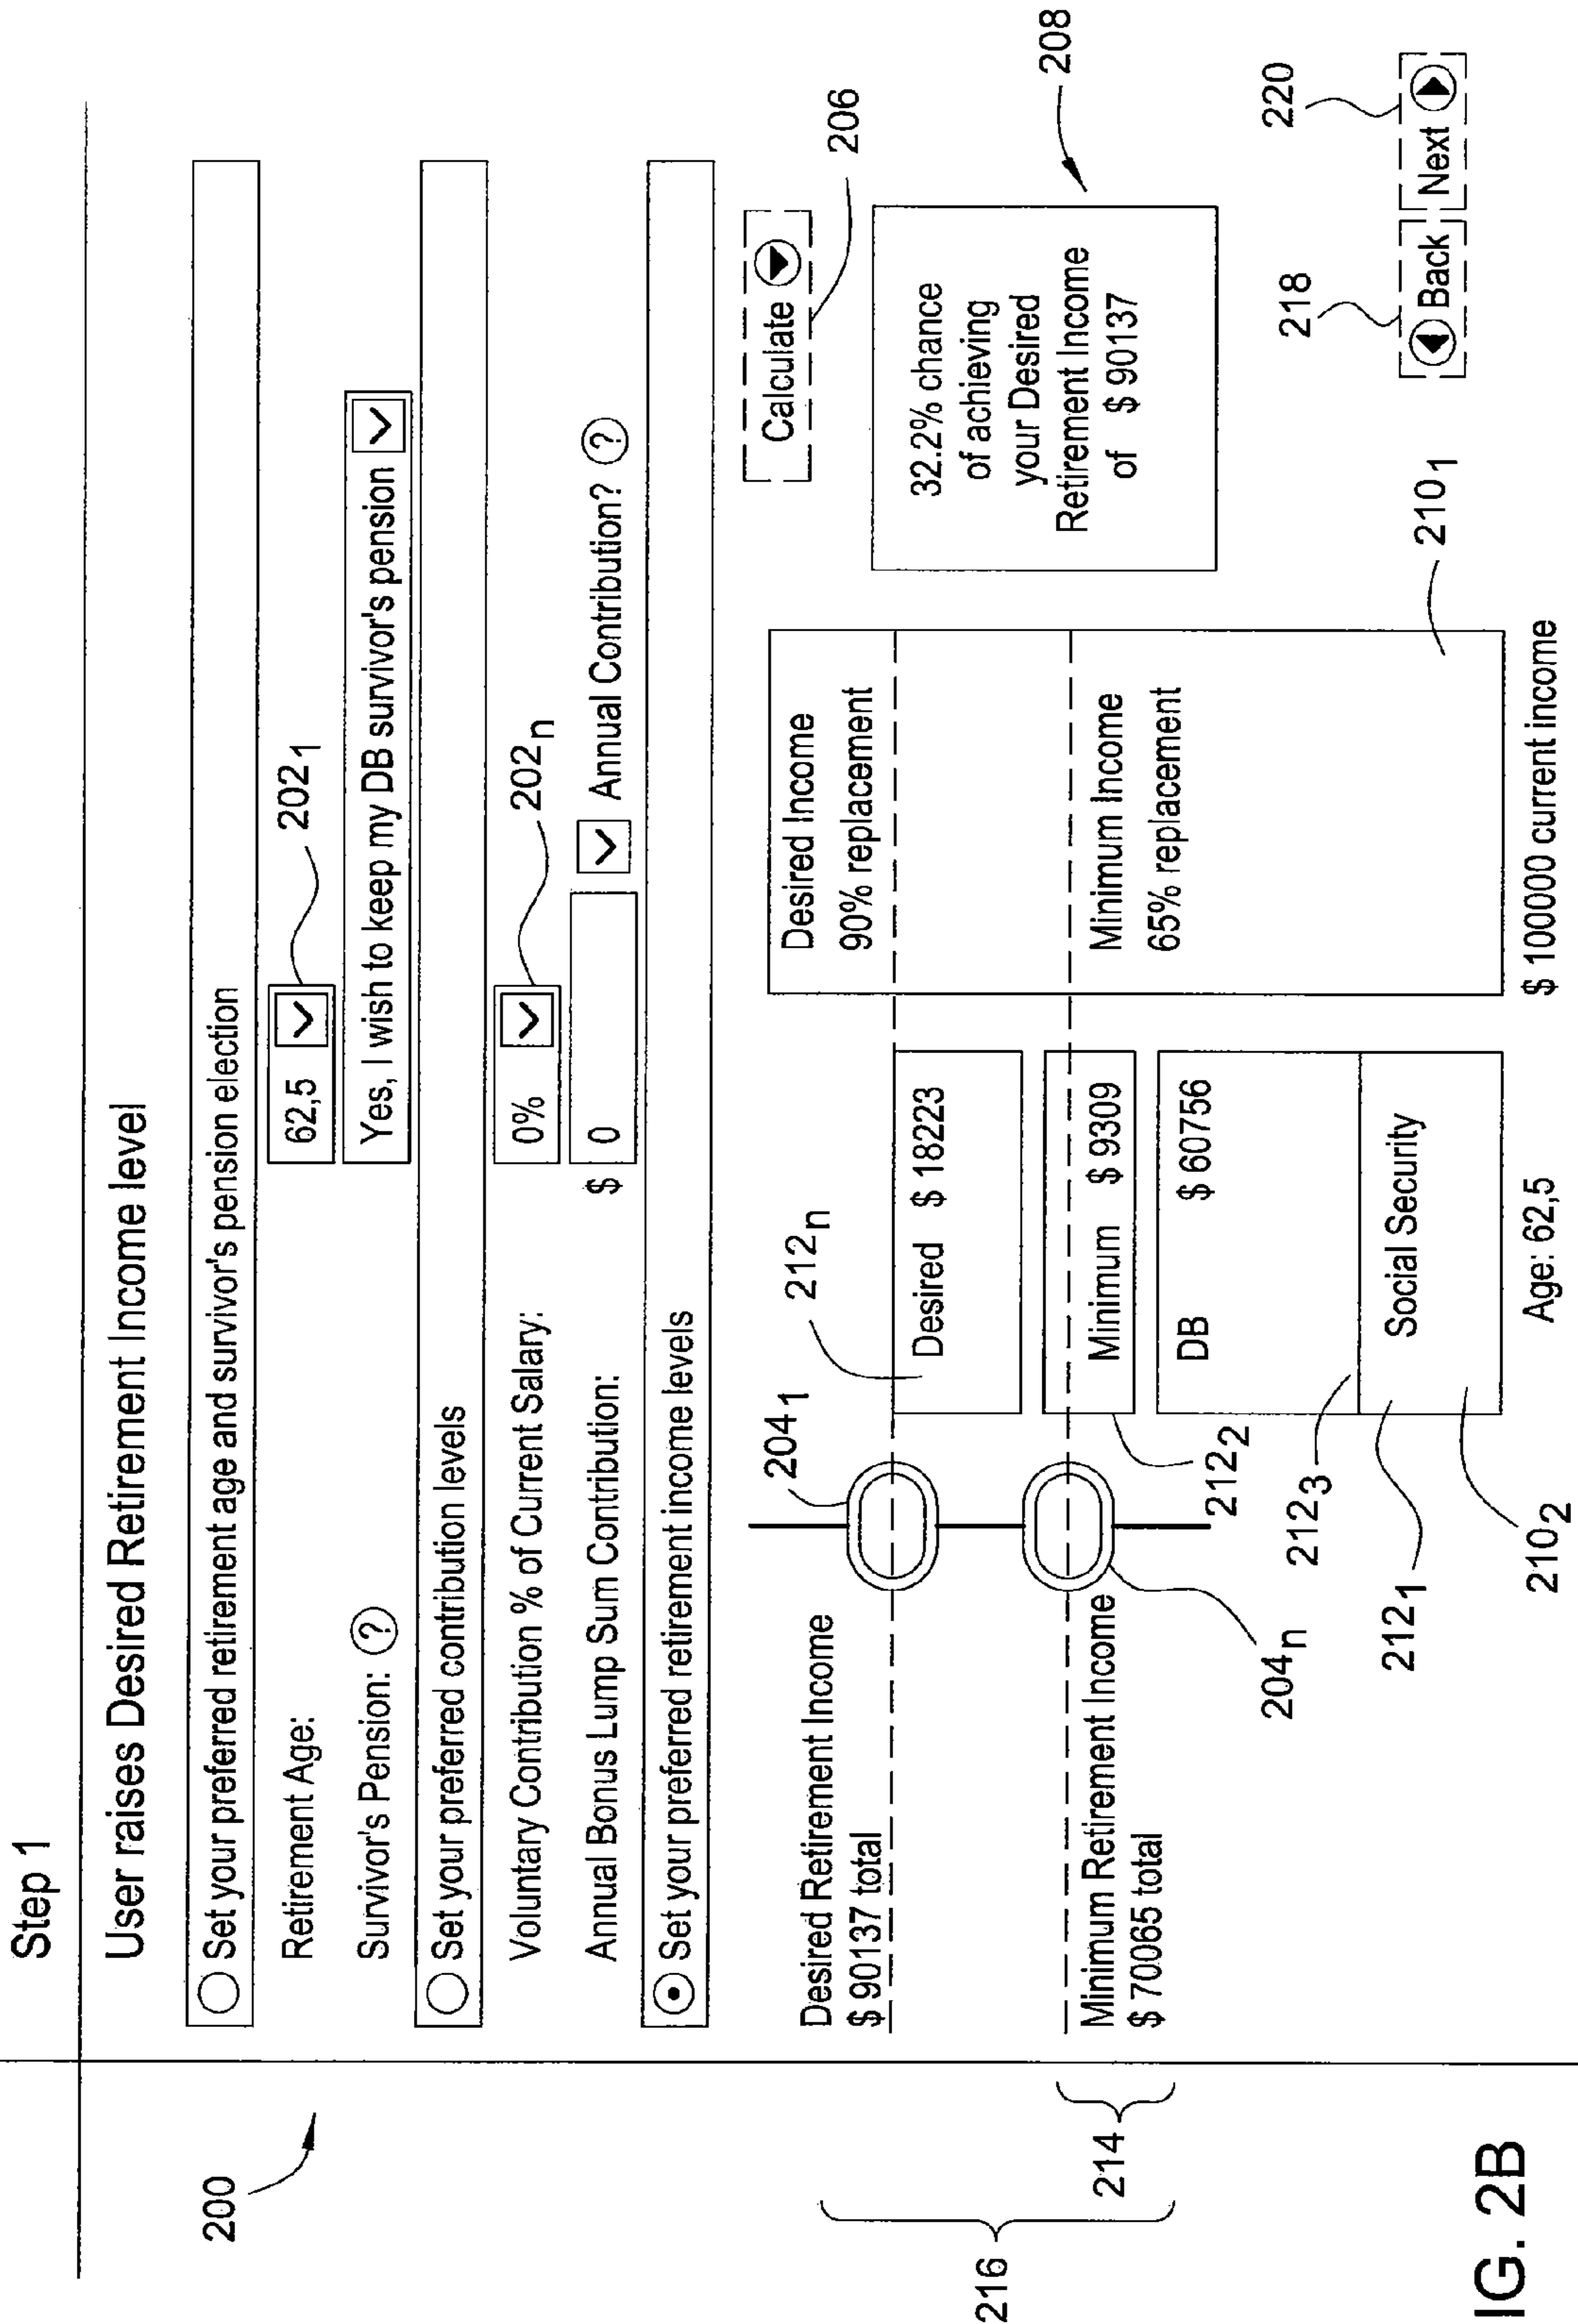 Step 1
User raises Desired Retirement Income level
200
Set your preferred retirement age and survivor's pension election
Retirement Age:
62,5
202₁
Survivor's Pension: ?
Yes, I wish to keep my DB survivor's pension
Set your preferred contribution levels
Voluntary Contribution % of Current Salary:
0%
202ₙ
Annual Bonus Lump Sum Contribution:
$ 0
Annual Contribution? ?
Set your preferred retirement income levels
Calculate
206
216
214
Desired Retirement Income
$ 90137 total
Minimum Retirement Income
$ 70065 total
204₁
204ₙ
212ₙ
Desired $ 18223
Minimum $ 9309
DB $ 60756
Social Security
212₂
212₃
212₁
210₂
Age: 62,5
Desired Income
90% replacement
Minimum Income
65% replacement
210₁
$ 100000 current income
32.2% chance
of achieving
your Desired
Retirement Income
of $ 90137
208
218
220
Back
Next
IG. 2B